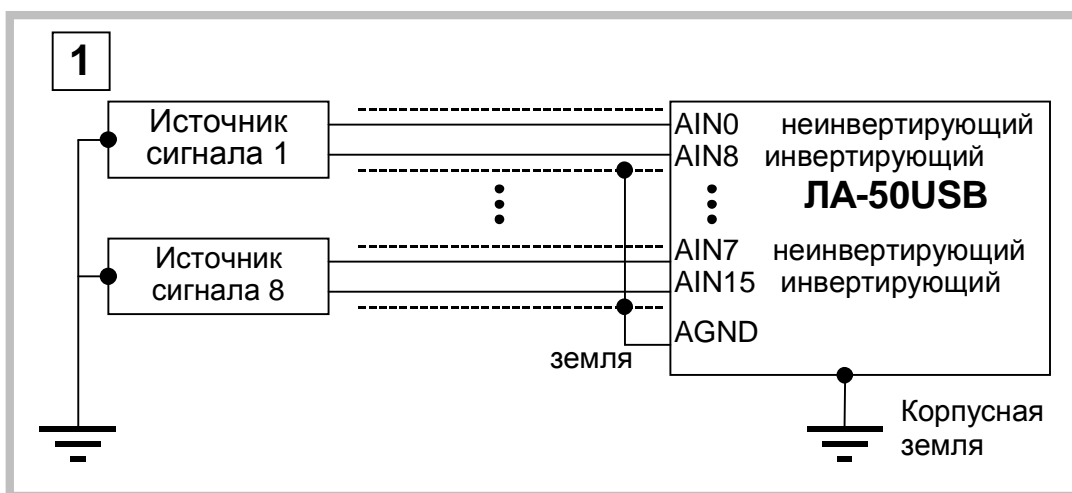 1
Источник
сигнала 1
AIN0 неинвертирующий
AIN8 инвертирующий
ЛА-50USB
Источник
сигнала 8
AIN7 неинвертирующий
AIN15 инвертирующий
AGND
земля
Корпусная
земля